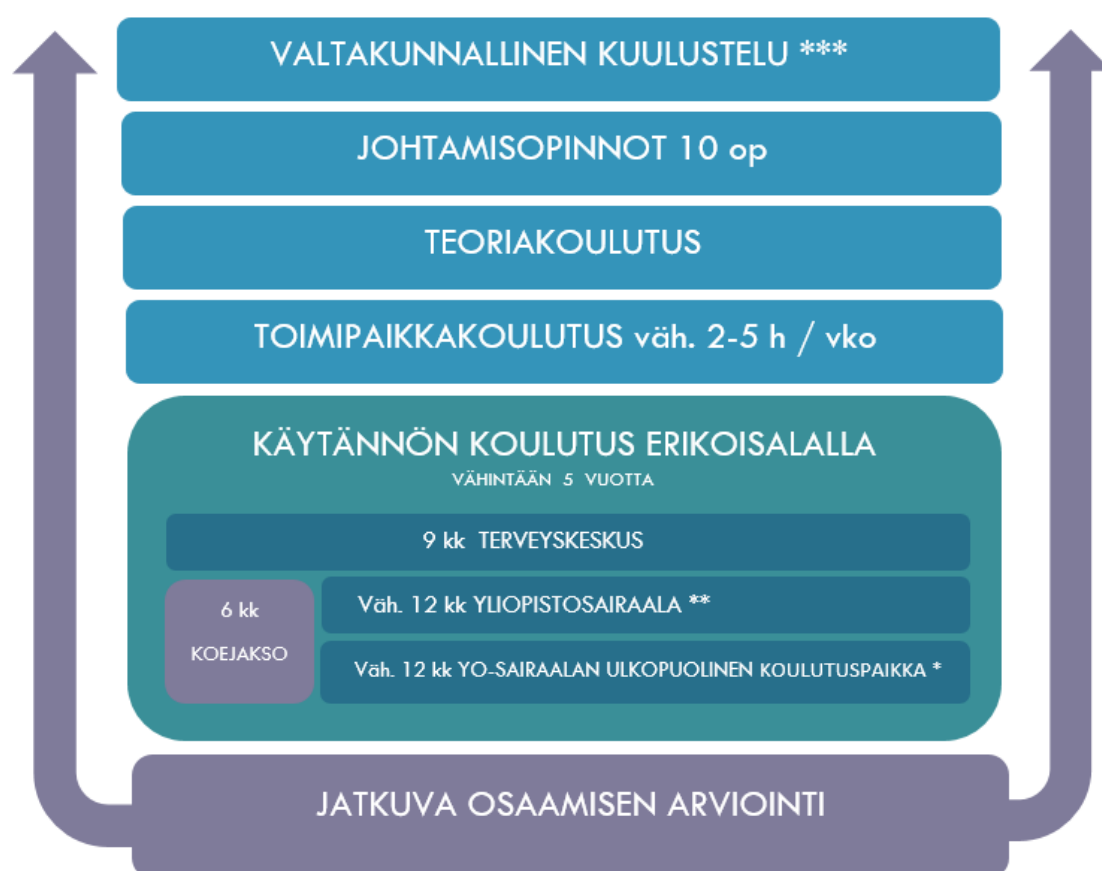 VALTAKUNNALLINEN KUULUSTELU ***
JOHTAMISOPINNOT 10 op
TEORIAKOULUTUS
TOIMIPAIKKAKOULUTUS väh. 2-5 h / vko
KÄYTÄNNÖN KOULUTUS ERIKOISALALLA
VÄHINTÄÄN 5 VUOTTA
9 kk TERVEYSKESKUS
6 kk
KOEJAKSO
Väh. 12 kk YLIOPISTOSAIRAALA **
Väh. 12 kk YO-SAIRAALAN ULKOPUOLINEN KOULUTUSPAIKKA *
JATKUVA OSAAMISEN ARVIOINTI